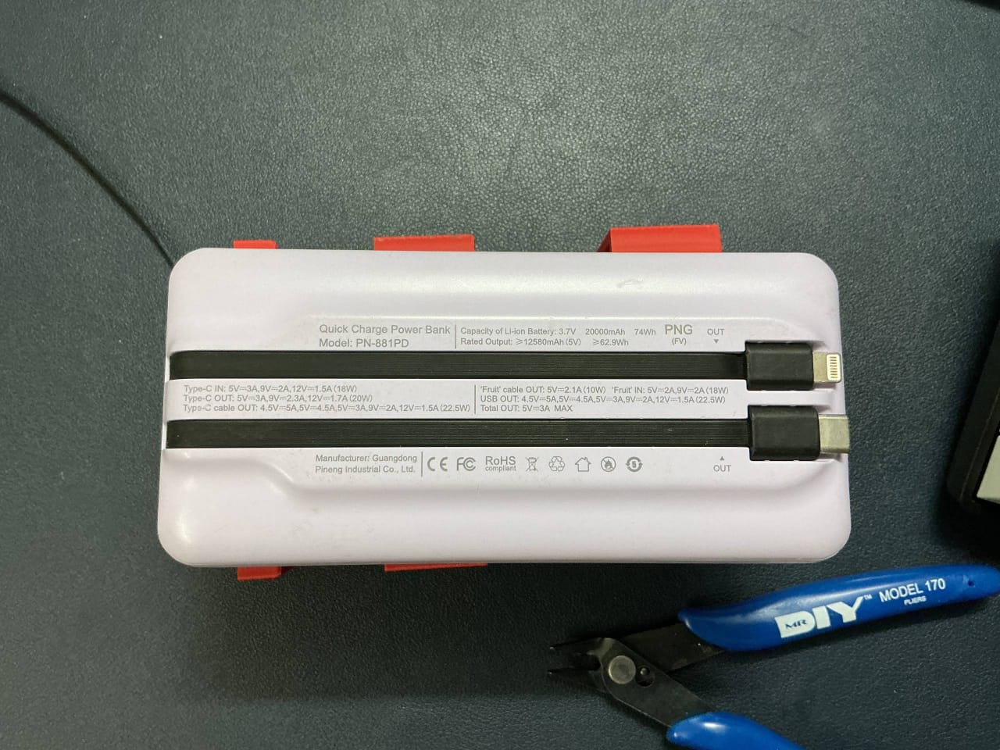 Quick Charge Power Bank
Model: PN-881PD
Capacity of Li-ion Battery: 3.7V 20000mAh 74Wh
Rated Output: ≥12580mAh(5V) ≥62.9Wh
PNG
(FV)
OUT
▼
Type-C IN: 5V⎓3A,9V⎓2A,12V⎓1.5A(18W)
Type-C OUT: 5V⎓3A,9V⎓2.3A,12V⎓1.7A(20W)
Type-C cable OUT: 4.5V⎓5A,5V⎓4.5A,5V⎓3A,9V⎓2A,12V⎓1.5A(22.5W)
'Fruit' cable OUT: 5V⎓2.1A(10W) 'Fruit' IN: 5V⎓2A,9V⎓2A(18W)
USB OUT: 4.5V⎓5A,5V⎓4.5A,5V⎓3A,9V⎓2A,12V⎓1.5A(22.5W)
Total OUT: 5V⎓3A MAX
Manufacturer: Guangdong
Pineng Industrial Co., Ltd.
CE FC
RoHS
compliant
5
▲
OUT
MR DIY™
MODEL 170
PLIERS